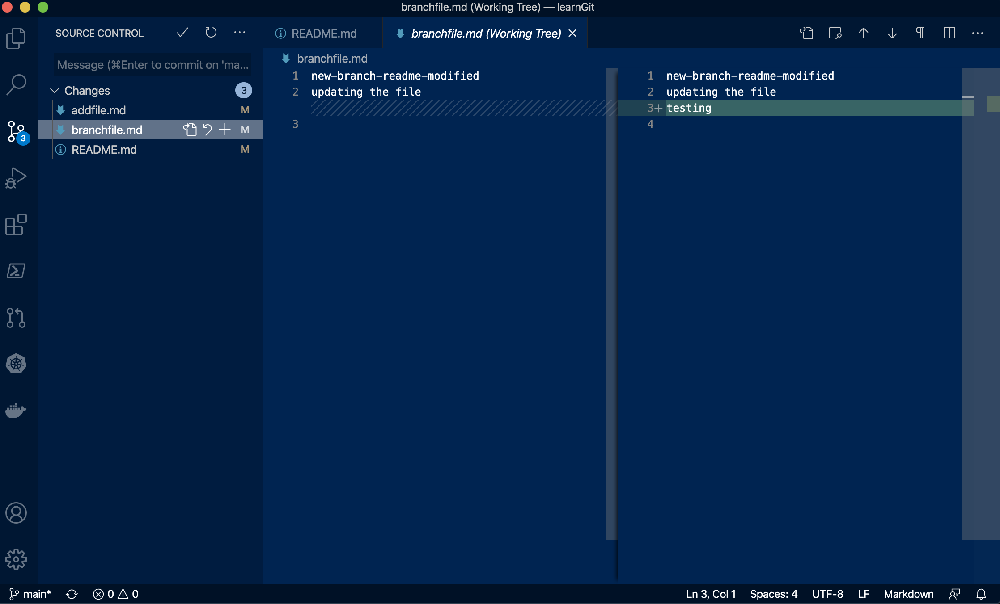 branchfile.md (Working Tree) — learnGit
SOURCE CONTROL
Message (⌘Enter to commit on 'ma...
Changes 3
addfile.md M
branchfile.md M
README.md M
3
README.md
branchfile.md (Working Tree)
branchfile.md
1 new-branch-readme-modified
2 updating the file
3
1 new-branch-readme-modified
2 updating the file
3+ testing
4
main* 0 0
Ln 3, Col 1 Spaces: 4 UTF-8 LF Markdown